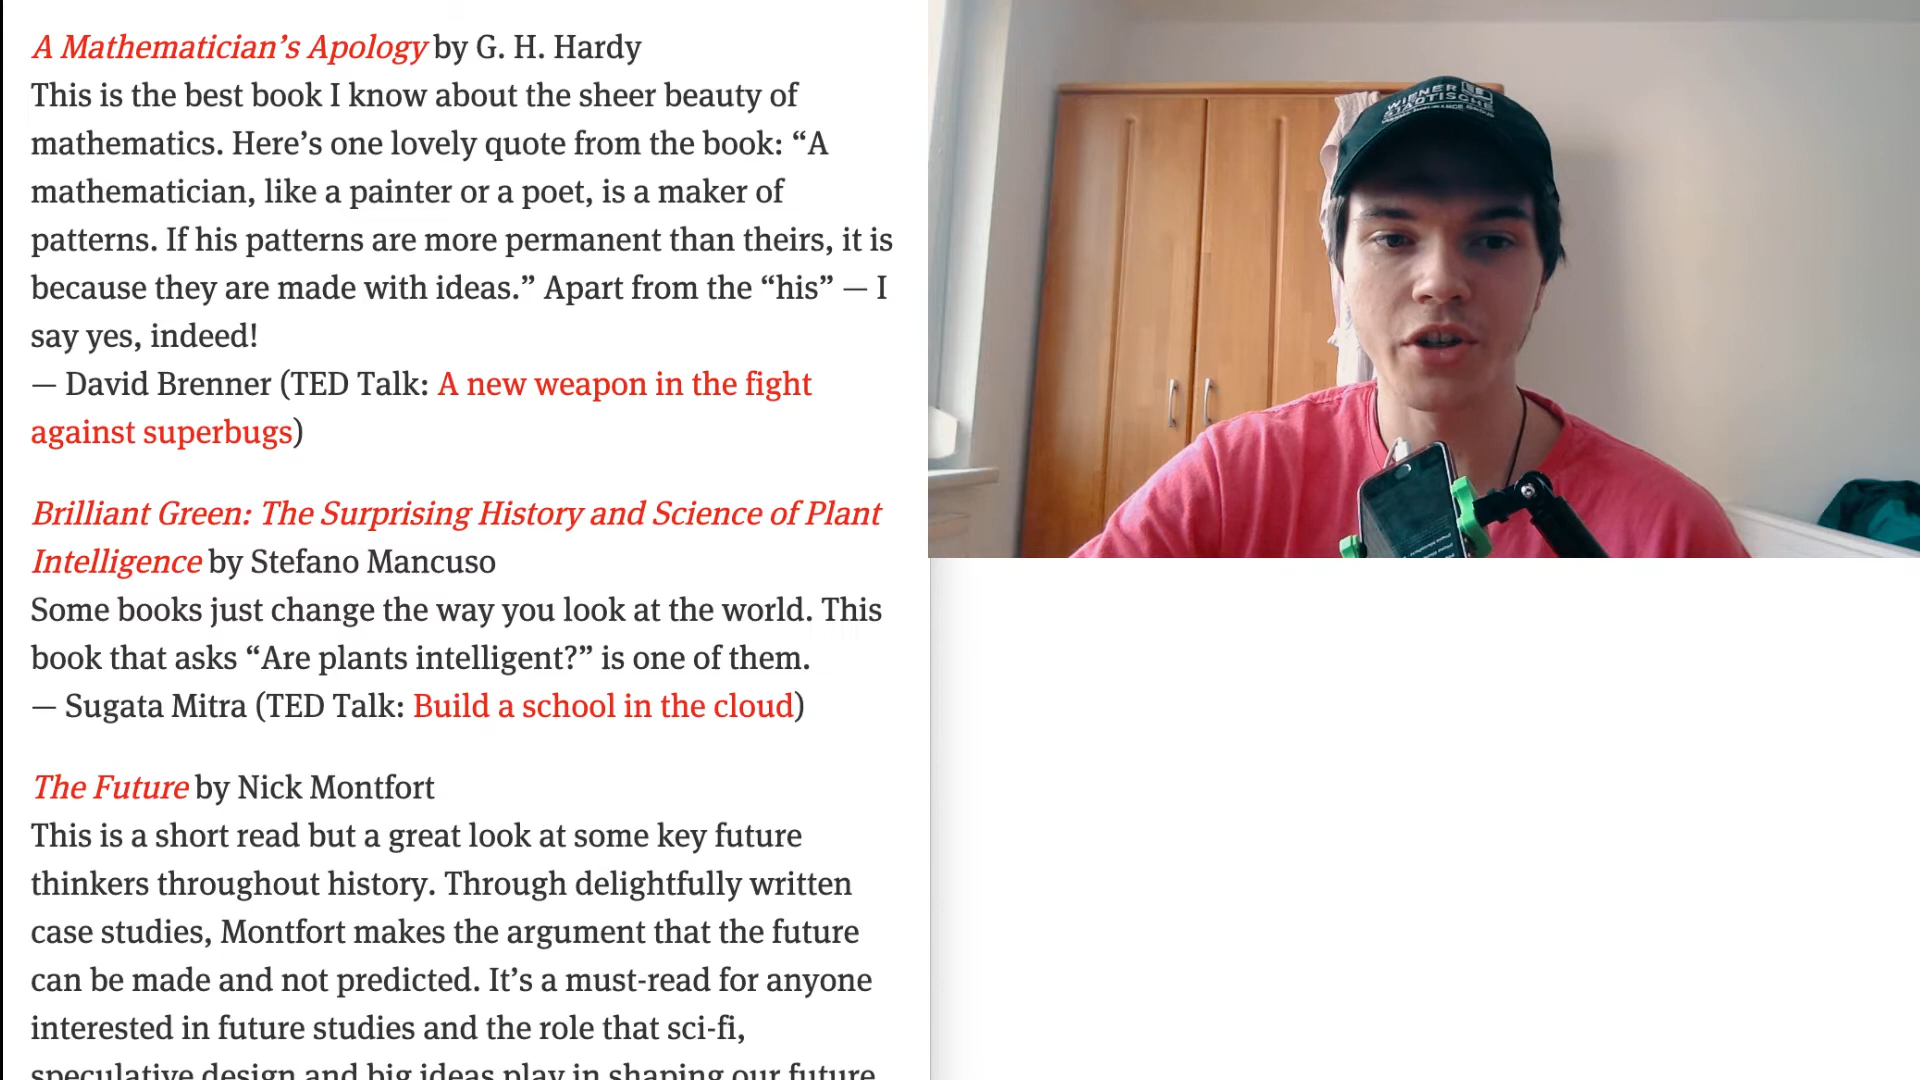 A Mathematician’s Apology by G. H. Hardy
This is the best book I know about the sheer beauty of
mathematics. Here’s one lovely quote from the book: “A
mathematician, like a painter or a poet, is a maker of
patterns. If his patterns are more permanent than theirs, it is
because they are made with ideas.” Apart from the “his” — I
say yes, indeed!
— David Brenner (TED Talk: A new weapon in the fight
against superbugs)
Brilliant Green: The Surprising History and Science of Plant
Intelligence by Stefano Mancuso
Some books just change the way you look at the world. This
book that asks “Are plants intelligent?” is one of them.
— Sugata Mitra (TED Talk: Build a school in the cloud)
The Future by Nick Montfort
This is a short read but a great look at some key future
thinkers throughout history. Through delightfully written
case studies, Montfort makes the argument that the future
can be made and not predicted. It’s a must-read for anyone
interested in future studies and the role that sci-fi,
speculative design and big ideas play in shaping our future
WIENER
STÄDTISCHE